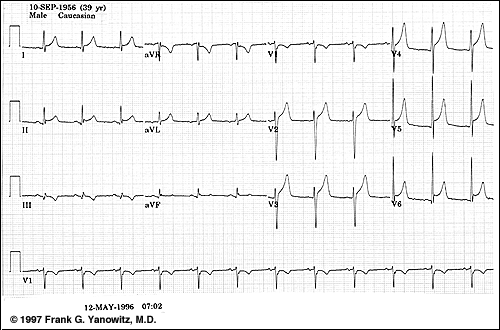 10-SEP-1956 (39 yr)
Male Caucasian
I aVR V1 V4
II aVL V2 V5
III aVF V3 V6
V1
12-MAY-1996 07:02
© 1997 Frank G. Yanowitz, M.D.